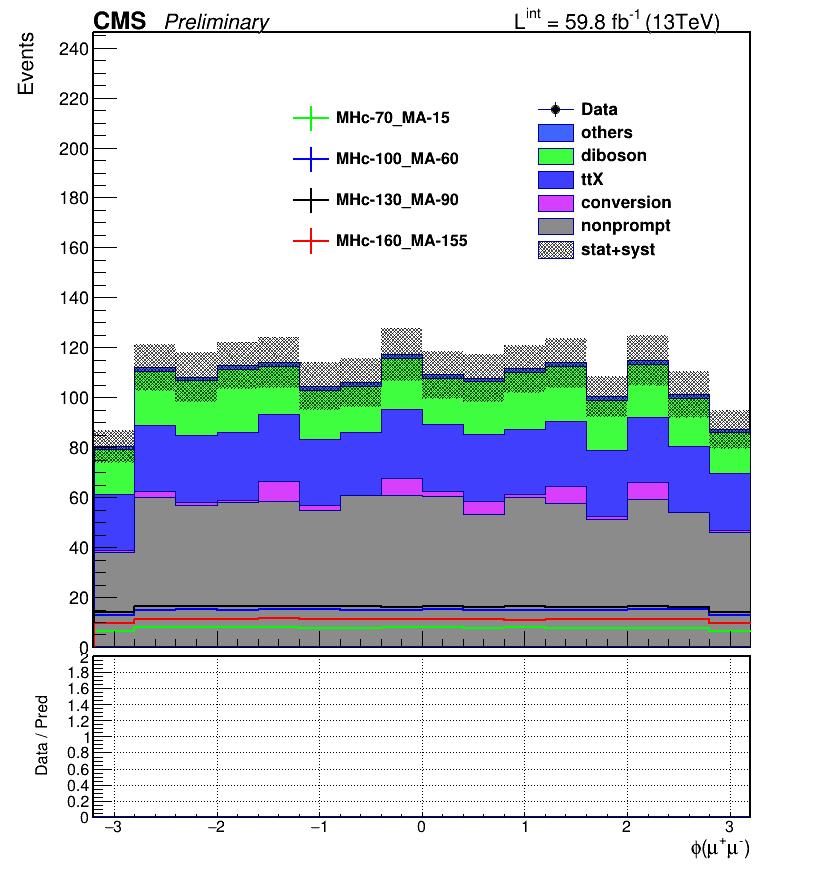 CMS Preliminary L^int = 59.8 fb^-1 (13TeV)
Events
240
220
200
180
160
140
120
100
80
60
40
20
0
MHc-70_MA-15
MHc-100_MA-60
MHc-130_MA-90
MHc-160_MA-155
Data
others
diboson
ttX
conversion
nonprompt
stat+syst
Data / Pred
2
1.8
1.6
1.4
1.2
1
0.8
0.6
0.4
0.2
0
−3 −2 −1 0 1 2 3
ϕ(μ⁺μ⁻)